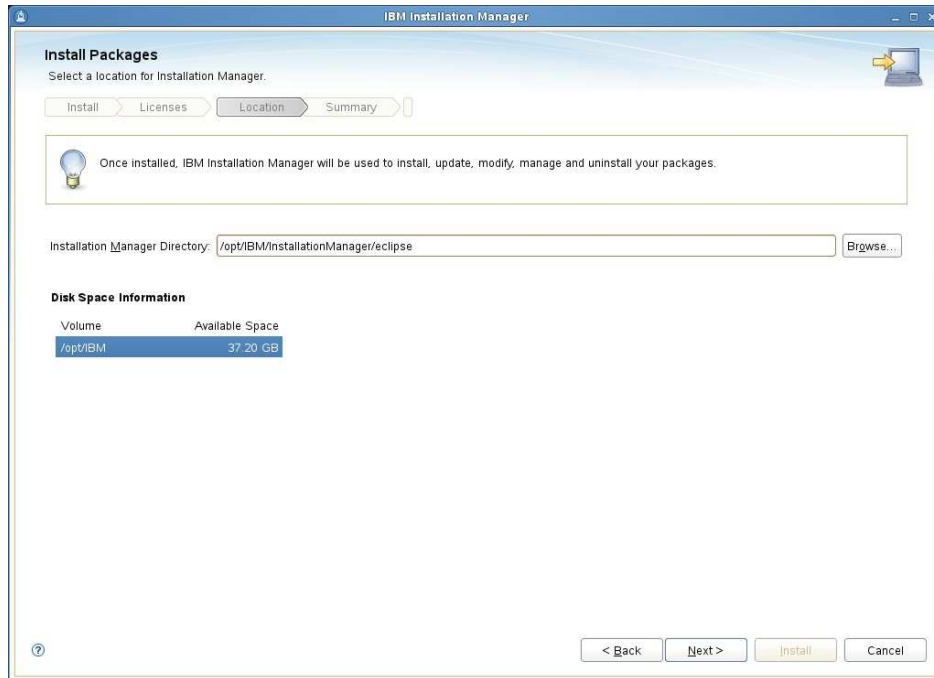 IBM Installation Manager
Install Packages
Select a location for Installation Manager.
Install Licenses Location Summary
Once installed, IBM Installation Manager will be used to install, update, modify, manage and uninstall your packages.
Installation Manager Directory: /opt/IBM/InstallationManager/eclipse Browse...
Disk Space Information
Volume Available Space
/opt/IBM 37.20 GB
? < Back Next > Install Cancel